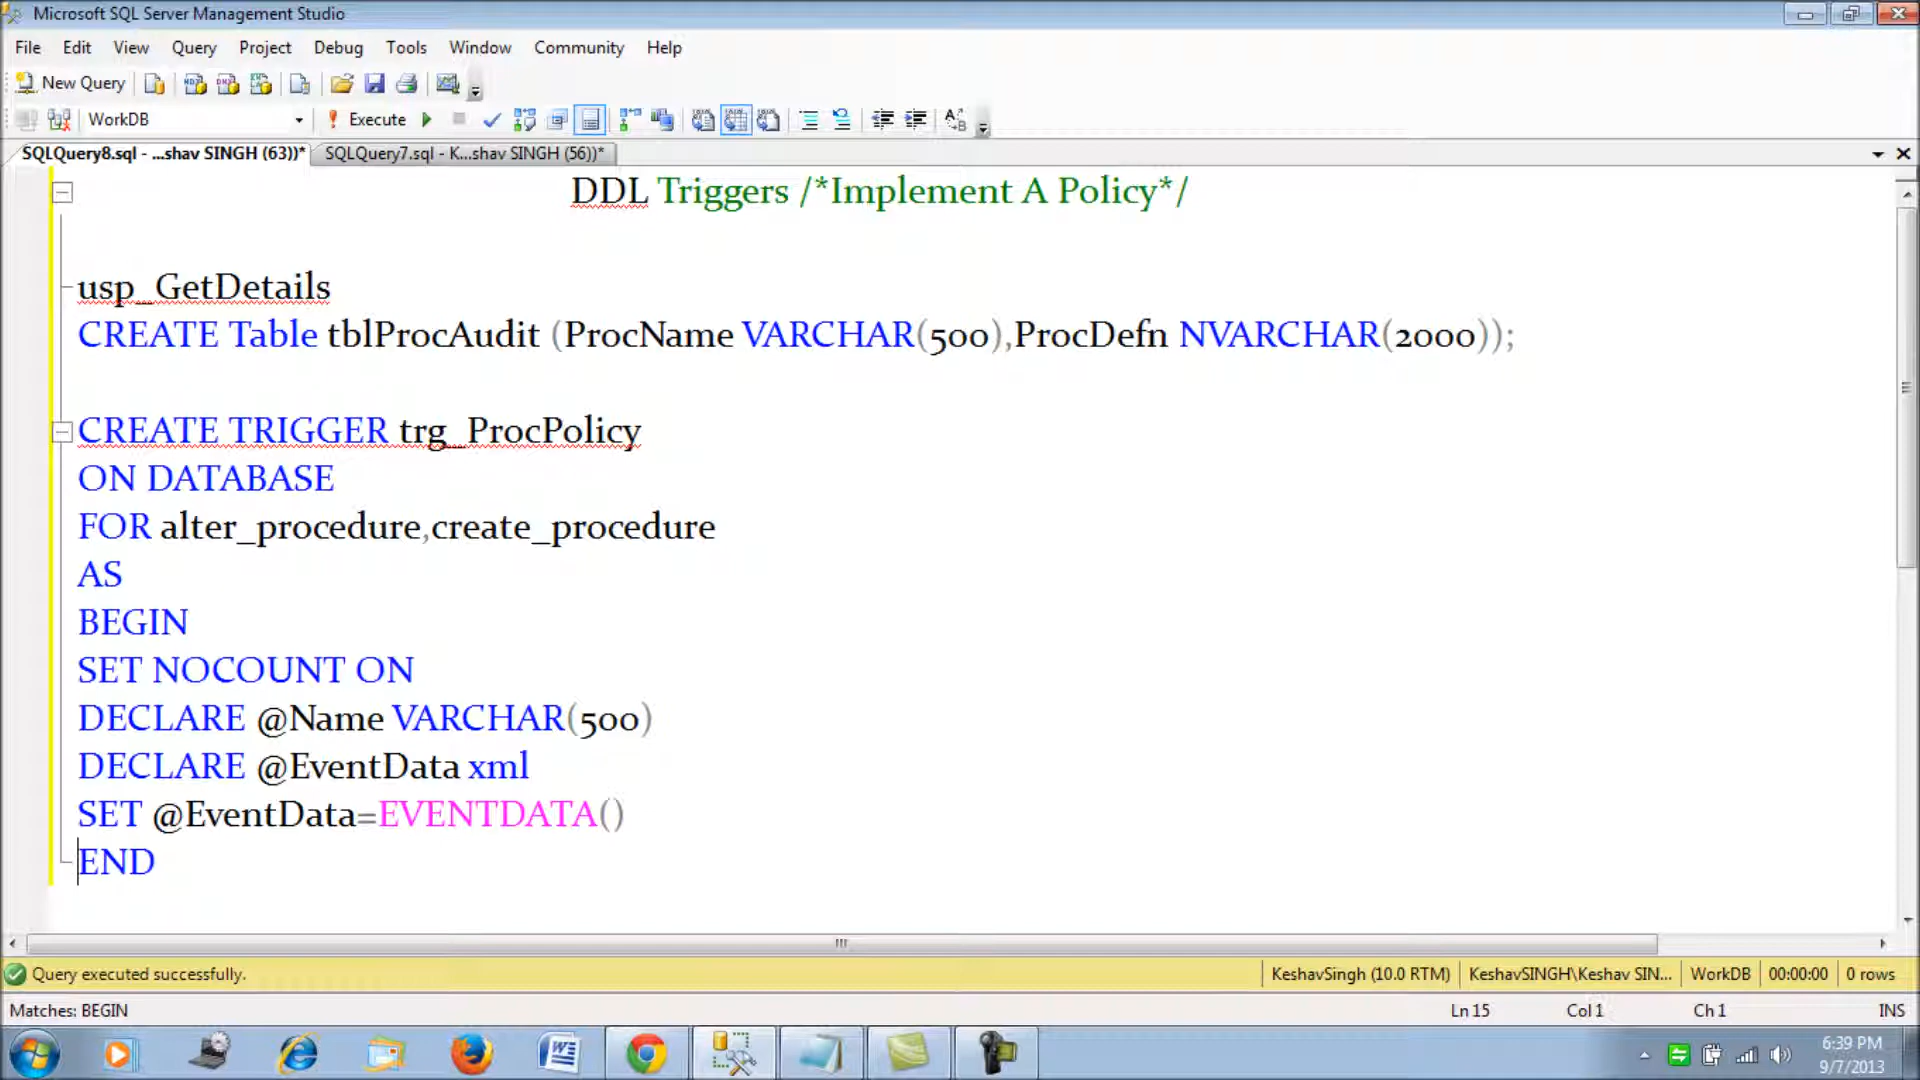 Microsoft SQL Server Management Studio
File Edit View Query Project Debug Tools Window Community Help
New Query
WorkDB Execute
SQLQuery8.sql - ...shav SINGH (63))* SQLQuery7.sql - K...shav SINGH (56))*
DDL Triggers /*Implement A Policy*/
usp_GetDetails
CREATE Table tblProcAudit (ProcName VARCHAR(500),ProcDefn NVARCHAR(2000));
CREATE TRIGGER trg_ProcPolicy
ON DATABASE
FOR alter_procedure,create_procedure
AS
BEGIN
SET NOCOUNT ON
DECLARE @Name VARCHAR(500)
DECLARE @EventData xml
SET @EventData=EVENTDATA()
END
Query executed successfully. KeshavSingh (10.0 RTM) KeshavSINGH\Keshav SIN... WorkDB 00:00:00 0 rows
Matches: BEGIN Ln 15 Col 1 Ch 1 INS
6:39 PM
9/7/2013